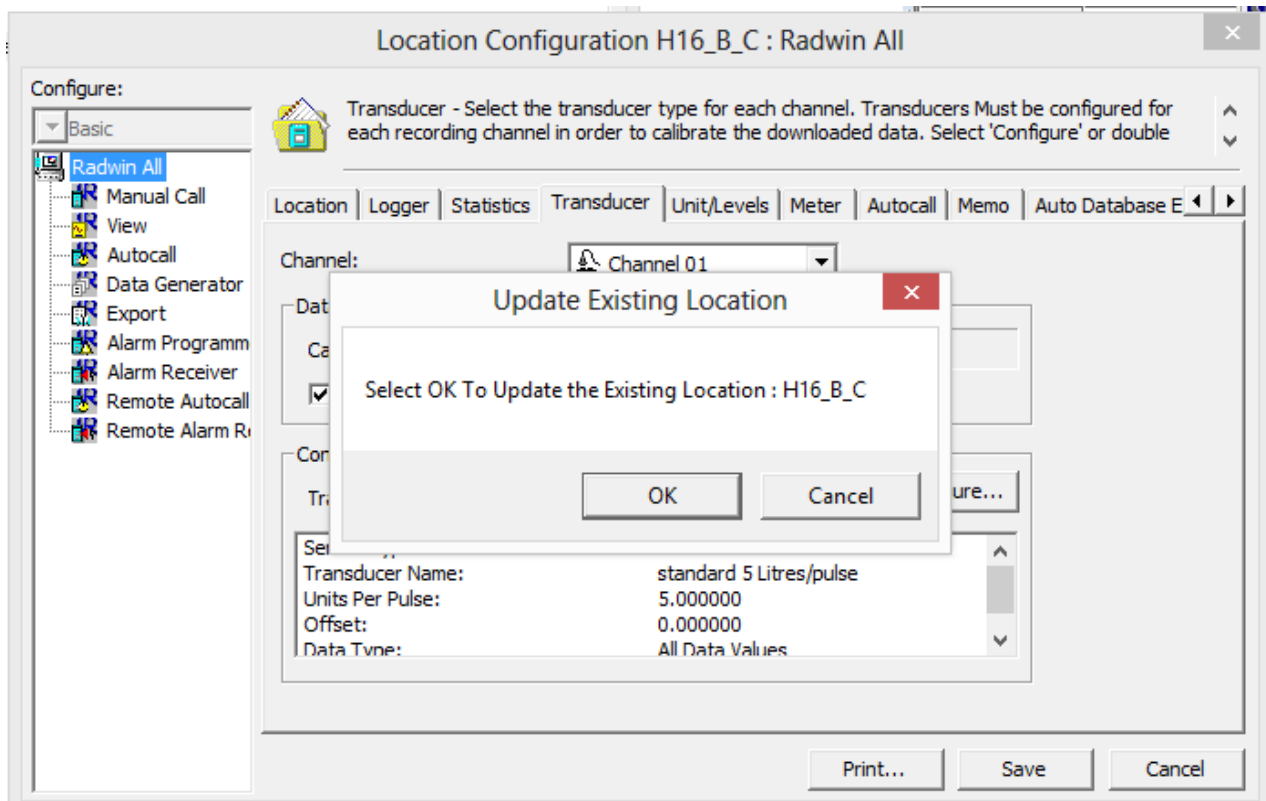 Location Configuration H16_B_C : Radwin All
Configure:
Basic
Radwin All
Manual Call
View
Autocall
Data Generator
Export
Alarm Programm
Alarm Receiver
Remote Autocall
Remote Alarm R
Transducer - Select the transducer type for each channel. Transducers Must be configured for
each recording channel in order to calibrate the downloaded data. Select 'Configure' or double
Location Logger Statistics Transducer Unit/Levels Meter Autocall Memo Auto Database E
Channel: Channel 01
Dat
Ca
Update Existing Location
Select OK To Update the Existing Location : H16_B_C
OK Cancel
Con
Tra
ure...
Transducer Name: standard 5 Litres/pulse
Units Per Pulse: 5.000000
Offset: 0.000000
Data Type: All Data Values
Print... Save Cancel